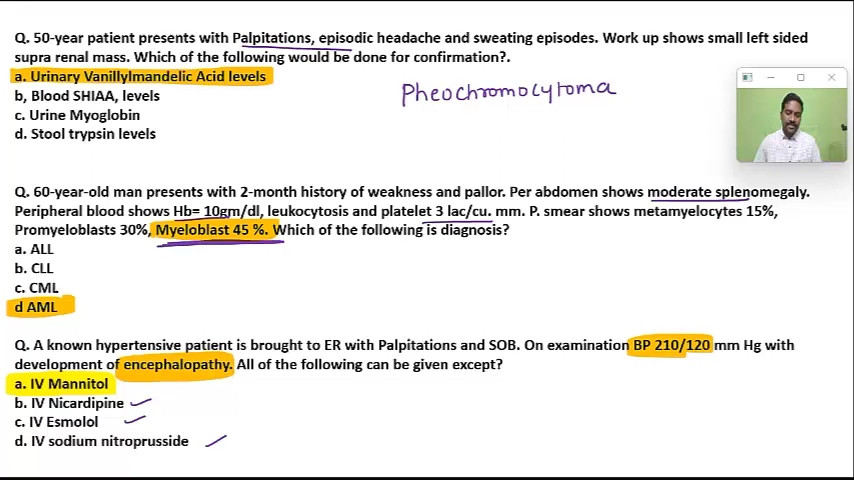 Q. 50-year patient presents with Palpitations, episodic headache and sweating episodes. Work up shows small left sided
supra renal mass. Which of the following would be done for confirmation?.
a. Urinary Vanillylmandelic Acid levels
Pheochromocytoma
b, Blood SHIAA, levels
c. Urine Myoglobin
d. Stool trypsin levels
Q. 60-year-old man presents with 2-month history of weakness and pallor. Per abdomen shows moderate splenomegaly.
Peripheral blood shows Hb= 10gm/dl, leukocytosis and platelet 3 lac/cu. mm. P. smear shows metamyelocytes 15%,
Promyeloblasts 30%, Myeloblast 45 %. Which of the following is diagnosis?
a. ALL
b. CLL
c. CML
d AML
Q. A known hypertensive patient is brought to ER with Palpitations and SOB. On examination BP 210/120 mm Hg with
development of encephalopathy. All of the following can be given except?
a. IV Mannitol
b. IV Nicardipine
c. IV Esmolol
d. IV sodium nitroprusside